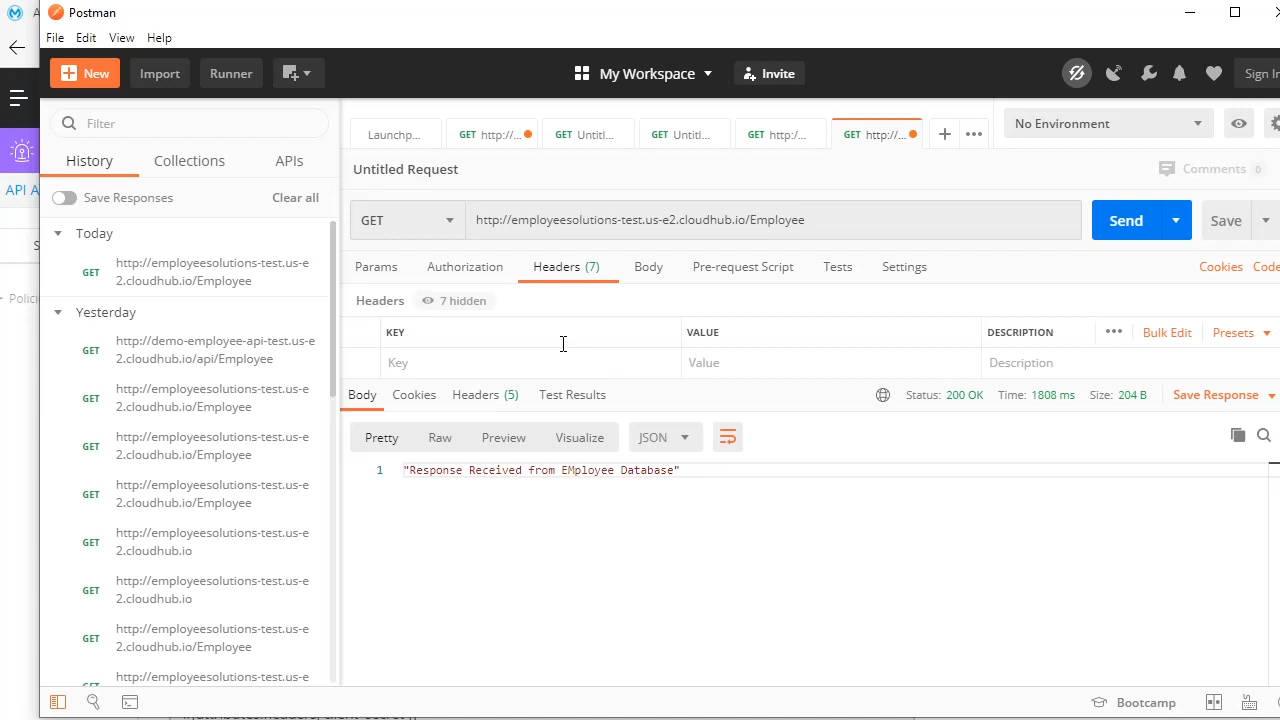 Postman
File Edit View Help
New Import Runner My Workspace Invite Sign In
Filter
History Collections APIs
Save Responses Clear all
Today
GET http://employeesolutions-test.us-e
2.cloudhub.io/Employee
Yesterday
GET http://demo-employee-api-test.us-e
2.cloudhub.io/api/Employee
GET http://employeesolutions-test.us-e
2.cloudhub.io/Employee
GET http://employeesolutions-test.us-e
2.cloudhub.io/Employee
GET http://employeesolutions-test.us-e
2.cloudhub.io/Employee
GET http://employeesolutions-test.us-e
2.cloudhub.io
GET http://employeesolutions-test.us-e
2.cloudhub.io
GET http://employeesolutions-test.us-e
2.cloudhub.io/Employee
GET http://employeesolutions-test.us-e
API A
S
Polici
Launchp... GET http://... GET Untitl... GET Untitl... GET http:/... GET http://... No Environment
Untitled Request Comments 0
GET http://employeesolutions-test.us-e2.cloudhub.io/Employee Send Save
Params Authorization Headers (7) Body Pre-request Script Tests Settings Cookies Code
Headers 7 hidden
KEY VALUE DESCRIPTION Bulk Edit Presets
Key Value Description
Body Cookies Headers (5) Test Results Status: 200 OK Time: 1808 ms Size: 204 B Save Response
Pretty Raw Preview Visualize JSON
1 "Response Received from EMployee Database"
Bootcamp